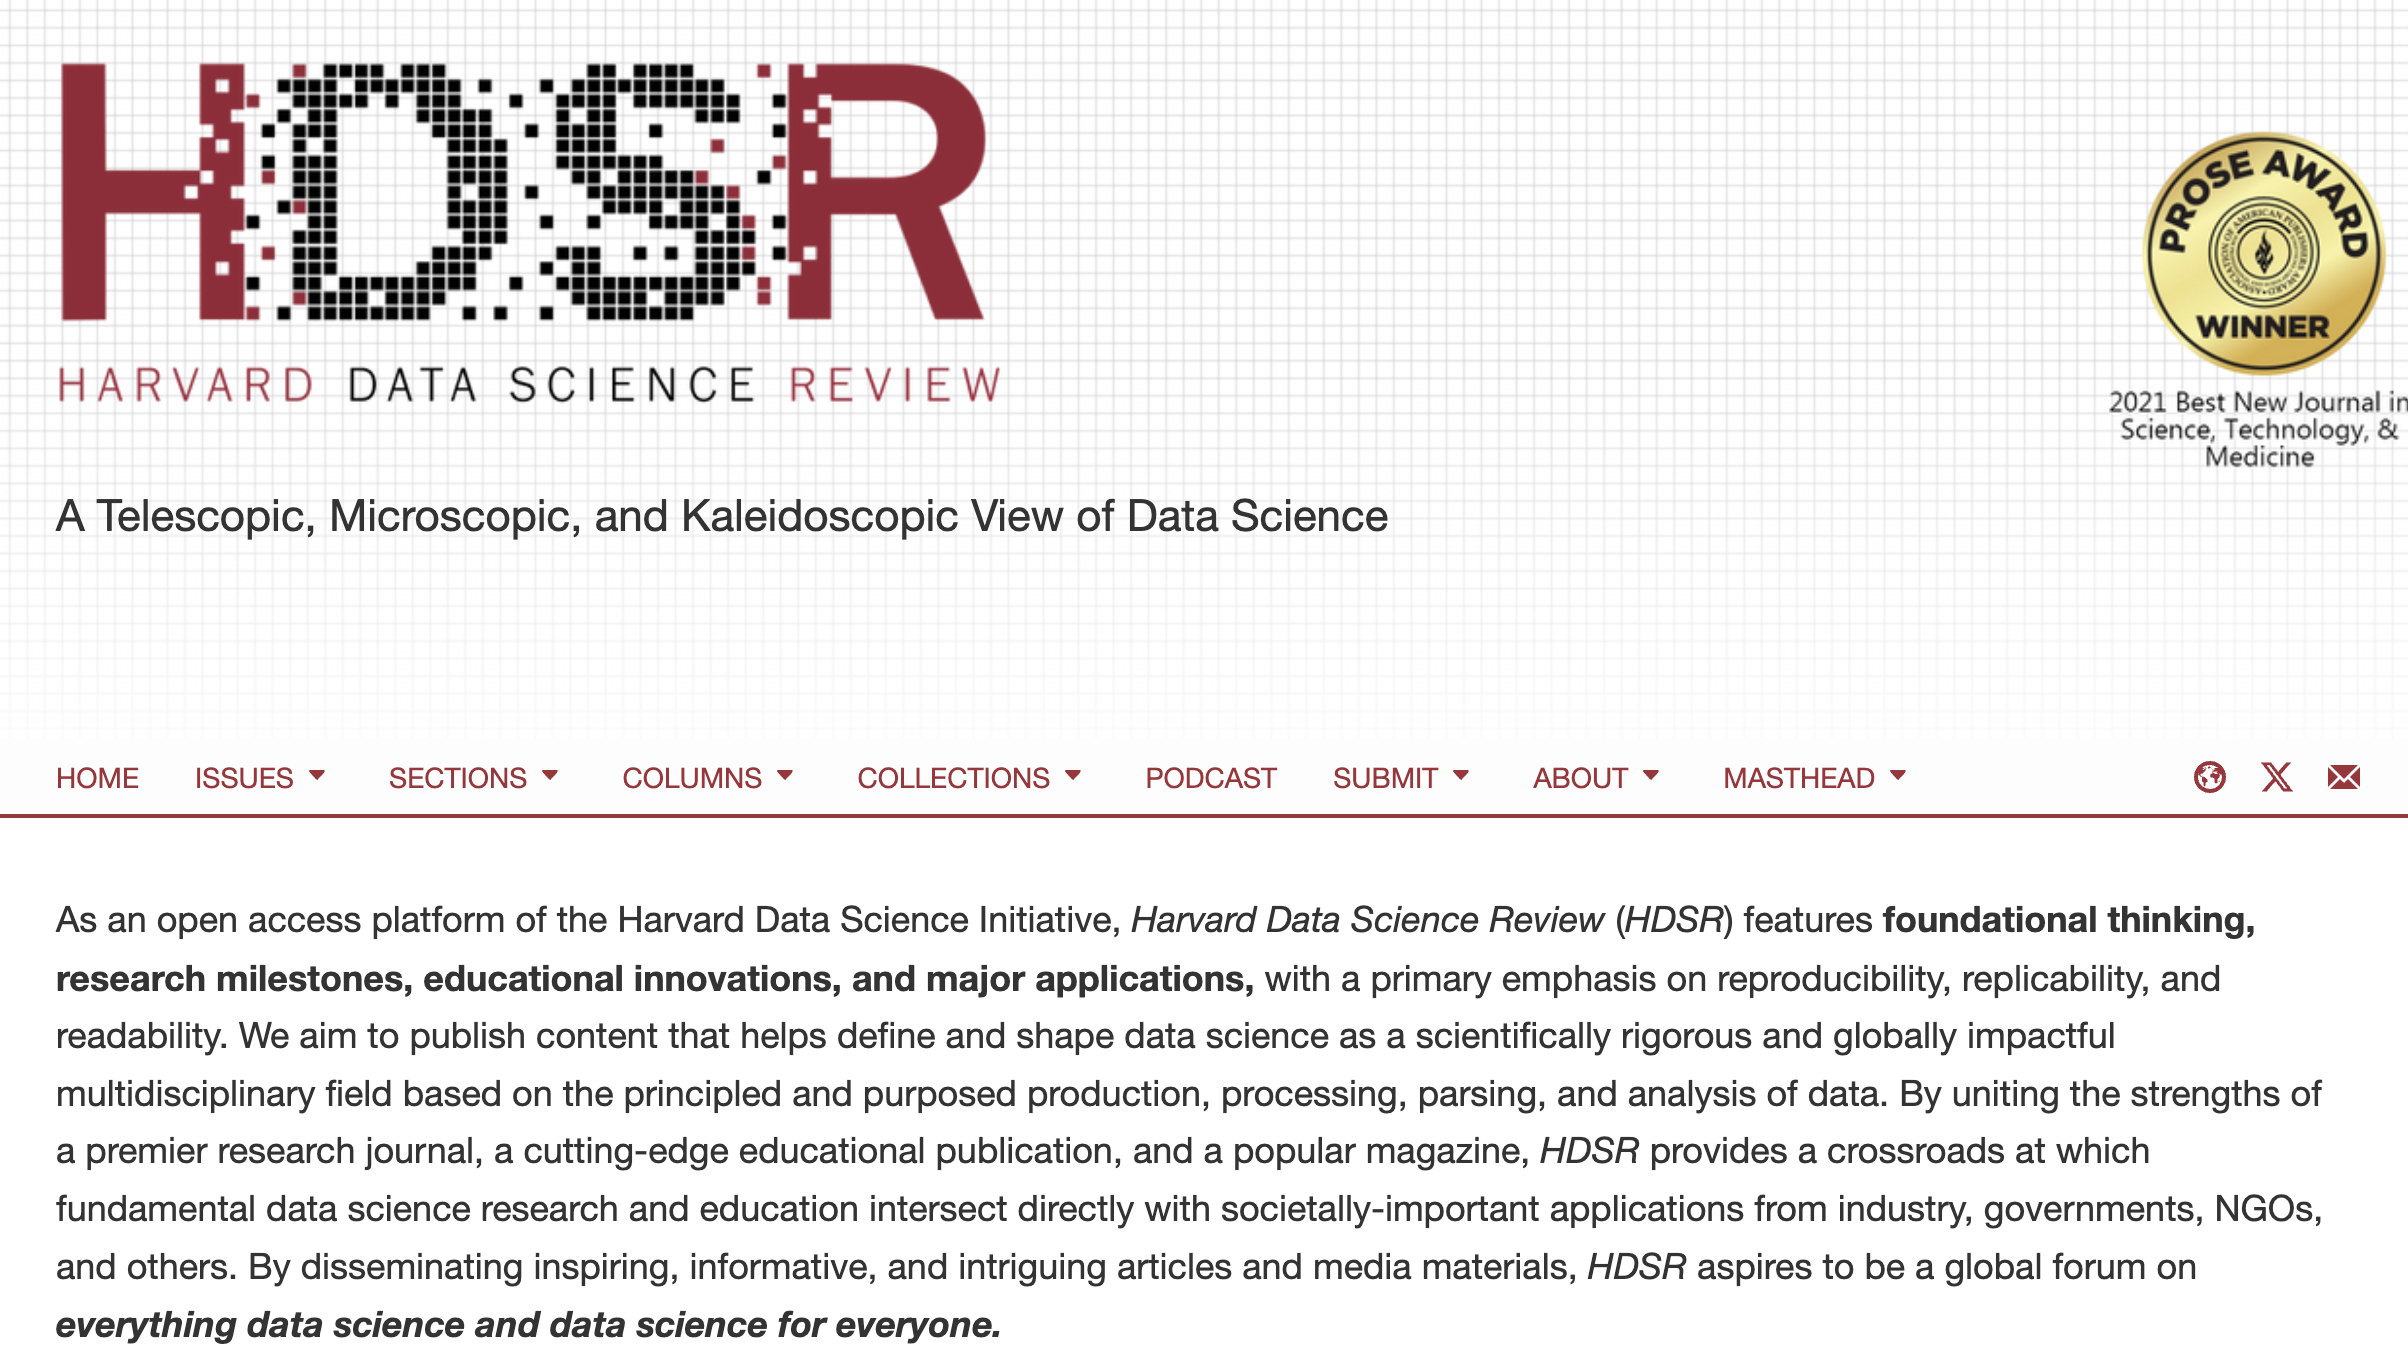 HDSR
HARVARD DATA SCIENCE REVIEW
PROSE AWARD
WINNER
2021 Best New Journal in
Science, Technology, &
Medicine
A Telescopic, Microscopic, and Kaleidoscopic View of Data Science
HOME ISSUES SECTIONS COLUMNS COLLECTIONS PODCAST SUBMIT ABOUT MASTHEAD
As an open access platform of the Harvard Data Science Initiative, Harvard Data Science Review (HDSR) features foundational thinking,
research milestones, educational innovations, and major applications, with a primary emphasis on reproducibility, replicability, and
readability. We aim to publish content that helps define and shape data science as a scientifically rigorous and globally impactful
multidisciplinary field based on the principled and purposed production, processing, parsing, and analysis of data. By uniting the strengths of
a premier research journal, a cutting-edge educational publication, and a popular magazine, HDSR provides a crossroads at which
fundamental data science research and education intersect directly with societally-important applications from industry, governments, NGOs,
and others. By disseminating inspiring, informative, and intriguing articles and media materials, HDSR aspires to be a global forum on
everything data science and data science for everyone.